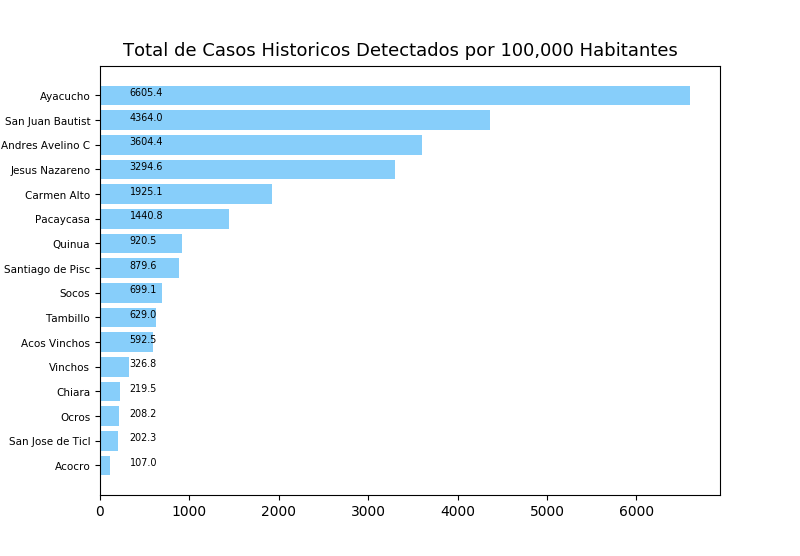 Total de Casos Historicos Detectados por 100,000 Habitantes
Ayacucho 6605.4
San Juan Bautist 4364.0
Andres Avelino C 3604.4
Jesus Nazareno 3294.6
Carmen Alto 1925.1
Pacaycasa 1440.8
Quinua 920.5
Santiago de Pisc 879.6
Socos 699.1
Tambillo 629.0
Acos Vinchos 592.5
Vinchos 326.8
Chiara 219.5
Ocros 208.2
San Jose de Ticl 202.3
Acocro 107.0
0 1000 2000 3000 4000 5000 6000